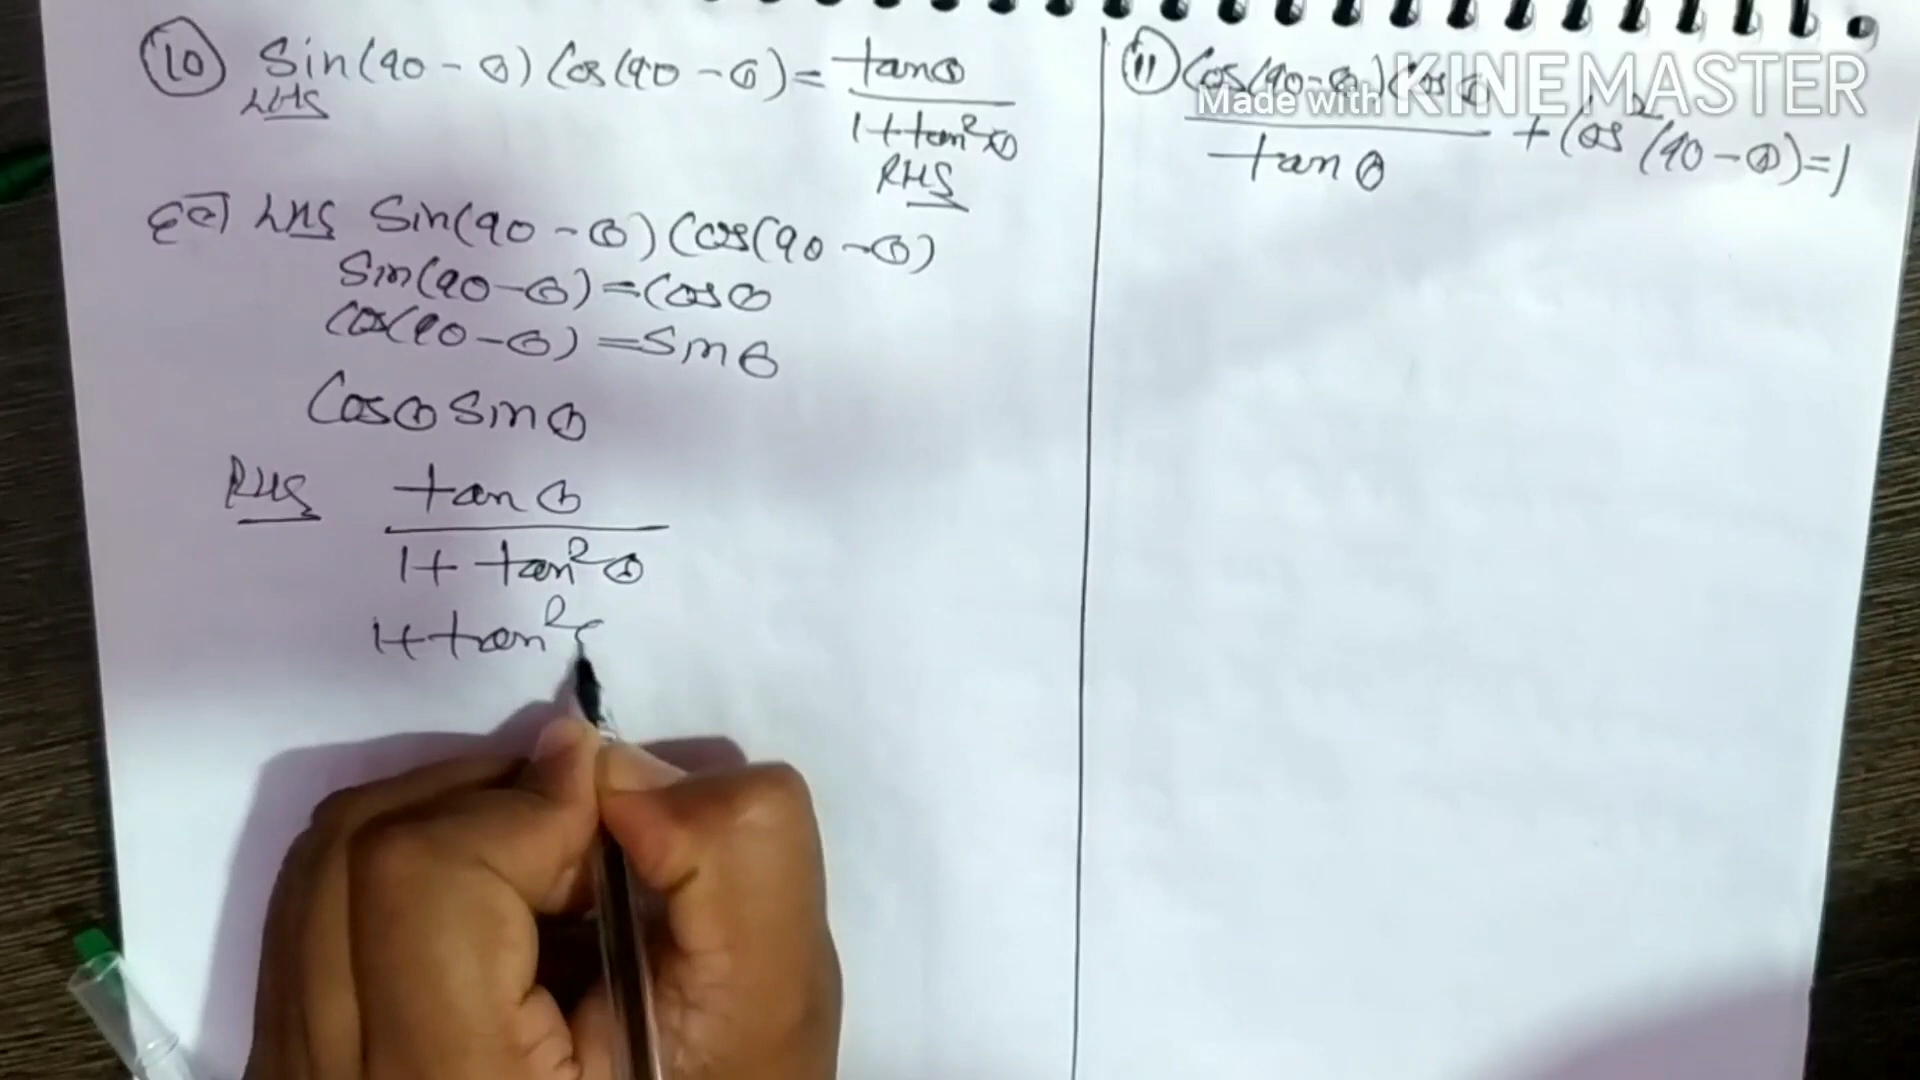 10 Sin(90-θ) Cos(90-θ) = tanθ
LHS
1+tan²θ
RHS
LHS Sin(90-θ) Cos(90-θ)
Sin(90-θ) = Cosθ
Cos(90-θ) = Sinθ
Cosθ Sinθ
RHS tanθ
1+ tan²θ
1+tan²
11 Cos(90-θ) Cosθ
tanθ + Cos²(90-θ)=1
Made with KINEMASTER